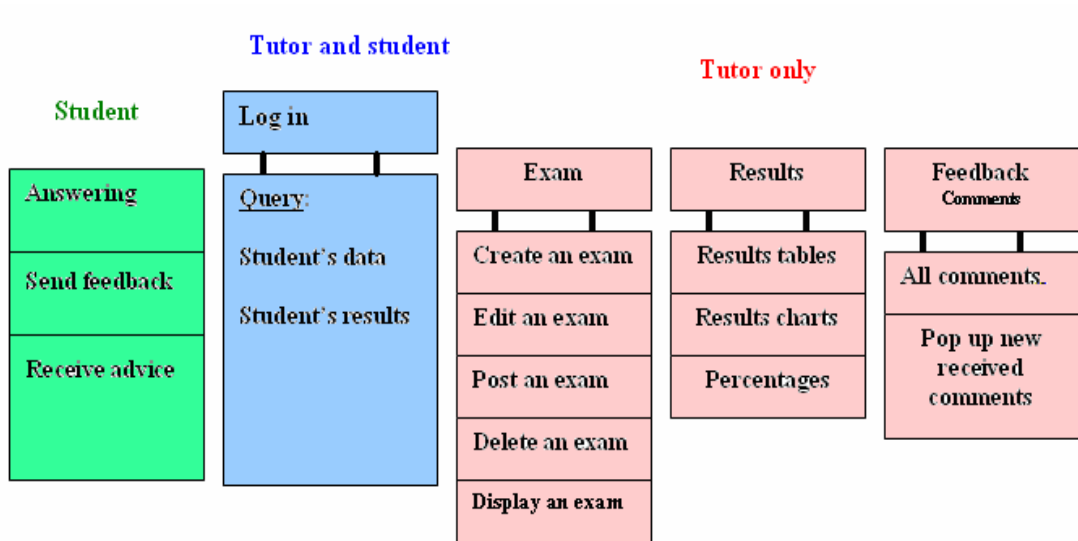 Tutor and student
Tutor only
Student
Answering
Send feedback
Receive advice
Log in
Query:
Student's data
Student's results
Exam
Create an exam
Edit an exam
Post an exam
Delete an exam
Display an exam
Results
Results tables
Results charts
Percentages
Feedback
Comments
All comments.
Pop up new
received
comments